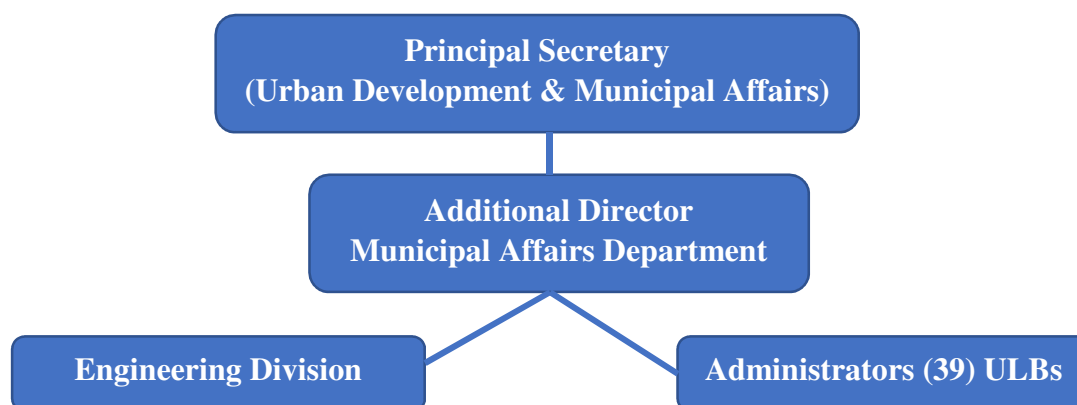 Principal Secretary
(Urban Development & Municipal Affairs)
Additional Director
Municipal Affairs Department
Engineering Division
Administrators (39) ULBs